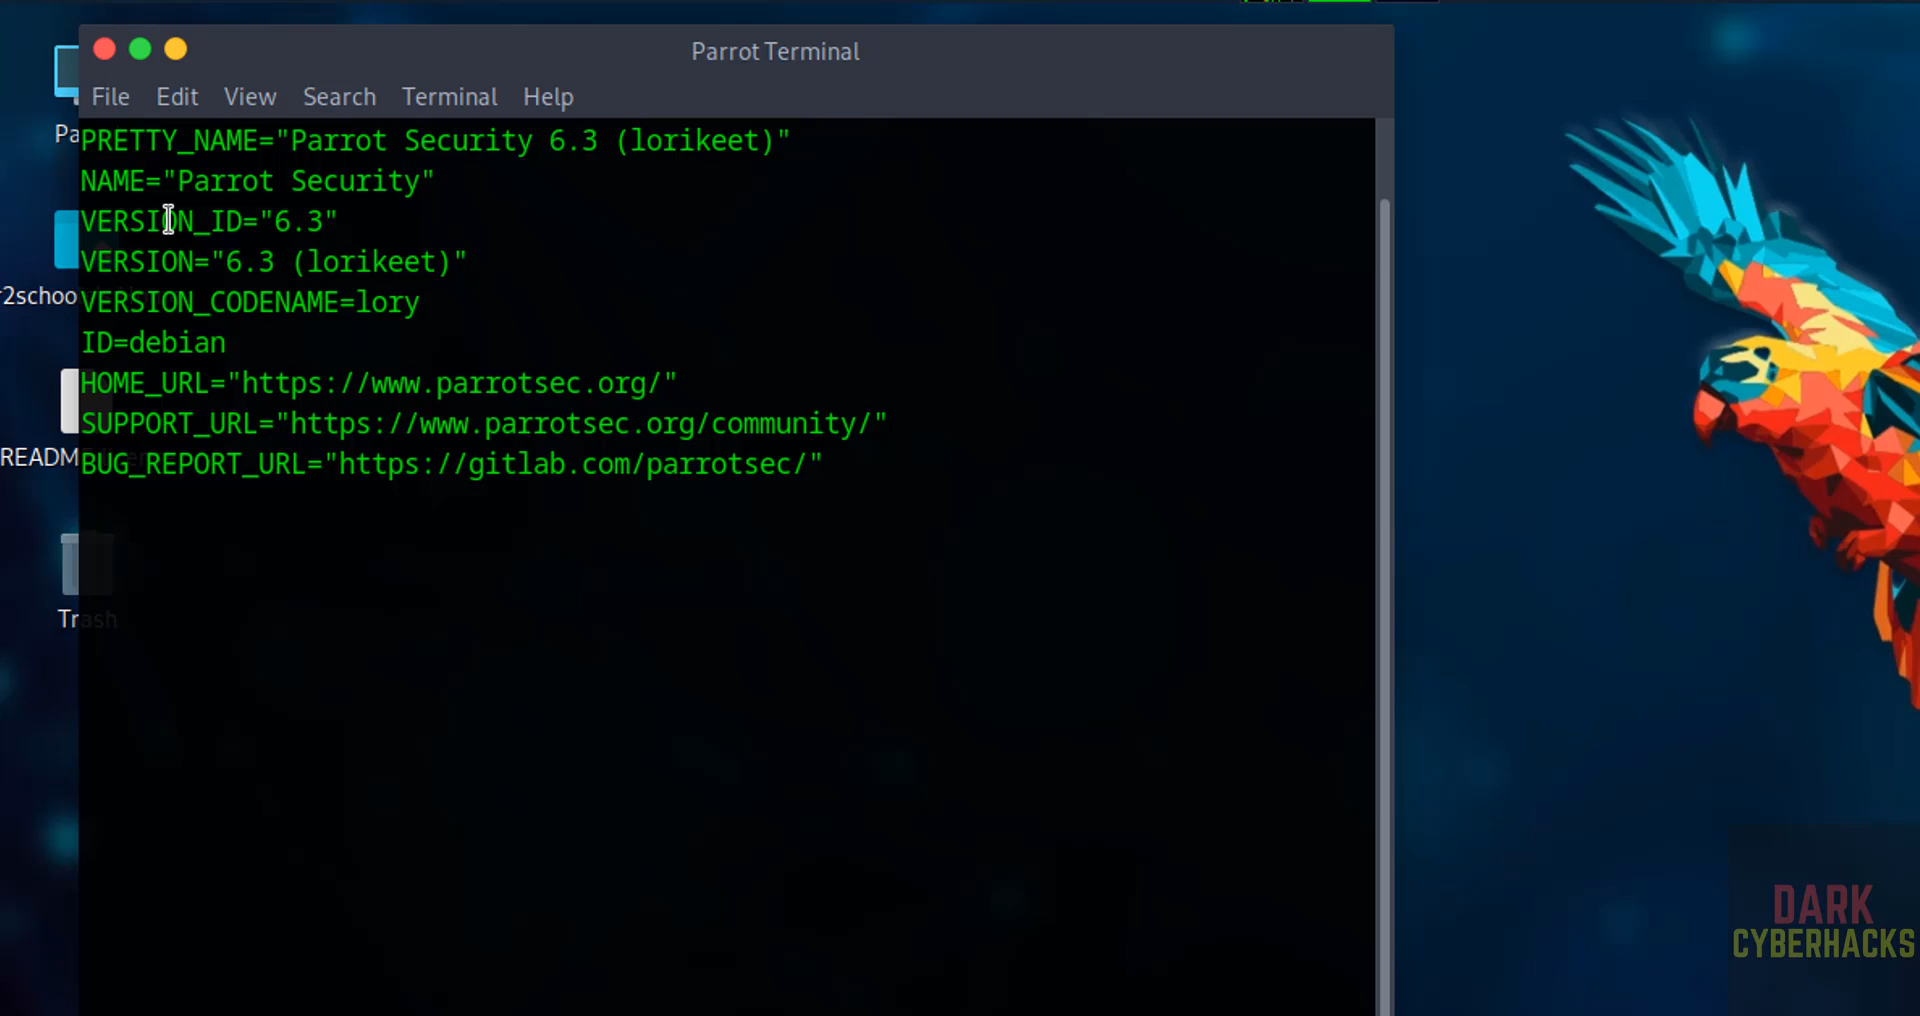 Parrot Terminal
File Edit View Search Terminal Help
PRETTY_NAME="Parrot Security 6.3 (lorikeet)"
NAME="Parrot Security"
VERSION_ID="6.3"
VERSION="6.3 (lorikeet)"
VERSION_CODENAME=lory
ID=debian
HOME_URL="https://www.parrotsec.org/"
SUPPORT_URL="https://www.parrotsec.org/community/"
BUG_REPORT_URL="https://gitlab.com/parrotsec/"
Trash
DARK
CYBERHACKS